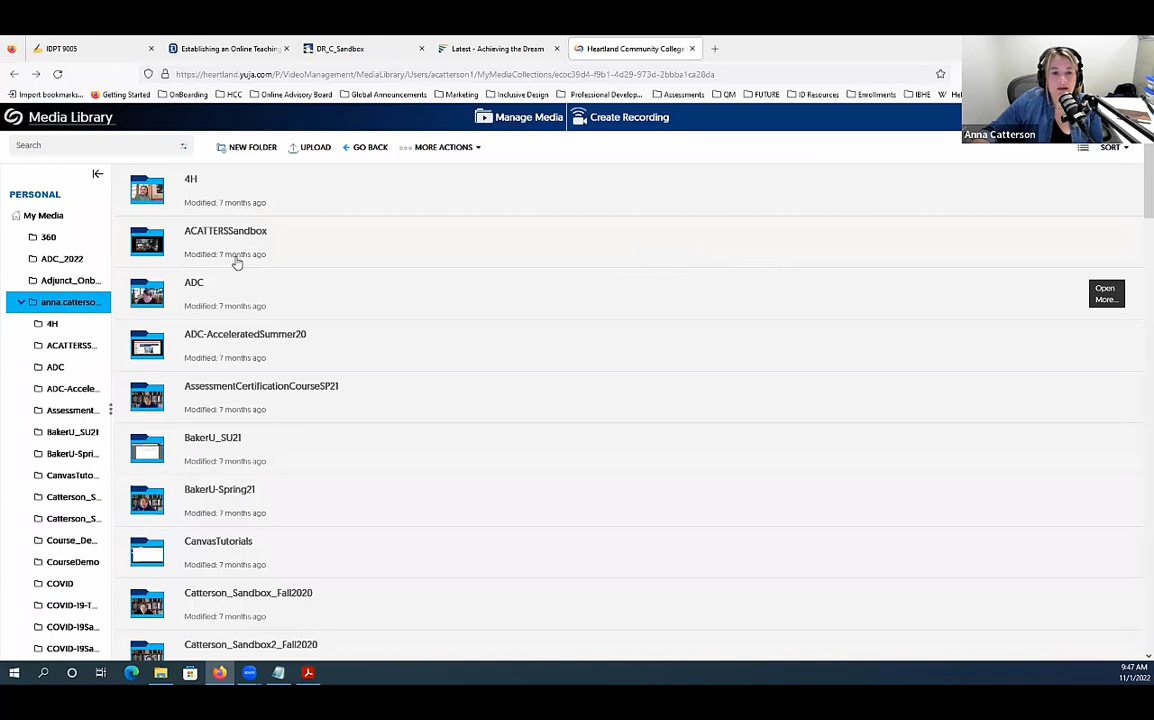 IDPT 9005
Establishing an Online Teaching
DR_C_Sandbox
Latest - Achieving the Dream
Heartland Community College
https://heartland.yuja.com/P/VideoManagement/MediaLibrary/Users/acatterson1/MyMediaCollections/ecbc39d4-f9b1-4d29-973d-2bbba1ca28da
Import bookmarks... Getting Started OnBoarding HCC Online Advisory Board Global Announcements Marketing Inclusive Design Professional Develop... Assessments QM FUTURE ID Resources Enrollments IBHE
Anna Catterson
Media Library
Manage Media
Create Recording
Search
NEW FOLDER UPLOAD GO BACK MORE ACTIONS SORT
PERSONAL
My Media
360
ADC_2022
Adjunct_Onb...
anna.catterso...
4H
ACATTERSS...
ADC
ADC-Accele...
Assessment...
BakerU_SU21
BakerU-Spri...
CanvasTuto...
Catterson_S...
Catterson_S...
Course_De...
CourseDemo
COVID
COVID-19-T...
COVID-19Sa...
COVID-19Sa...
4H
Modified: 7 months ago
ACATTERSSandbox
Modified: 7 months ago
ADC
Modified: 7 months ago
Open
More...
ADC-AcceleratedSummer20
Modified: 7 months ago
AssessmentCertificationCourseSP21
Modified: 7 months ago
BakerU_SU21
Modified: 7 months ago
BakerU-Spring21
Modified: 7 months ago
CanvasTutorials
Modified: 7 months ago
Catterson_Sandbox_Fall2020
Modified: 7 months ago
Catterson_Sandbox2_Fall2020
9:47 AM
11/1/2022